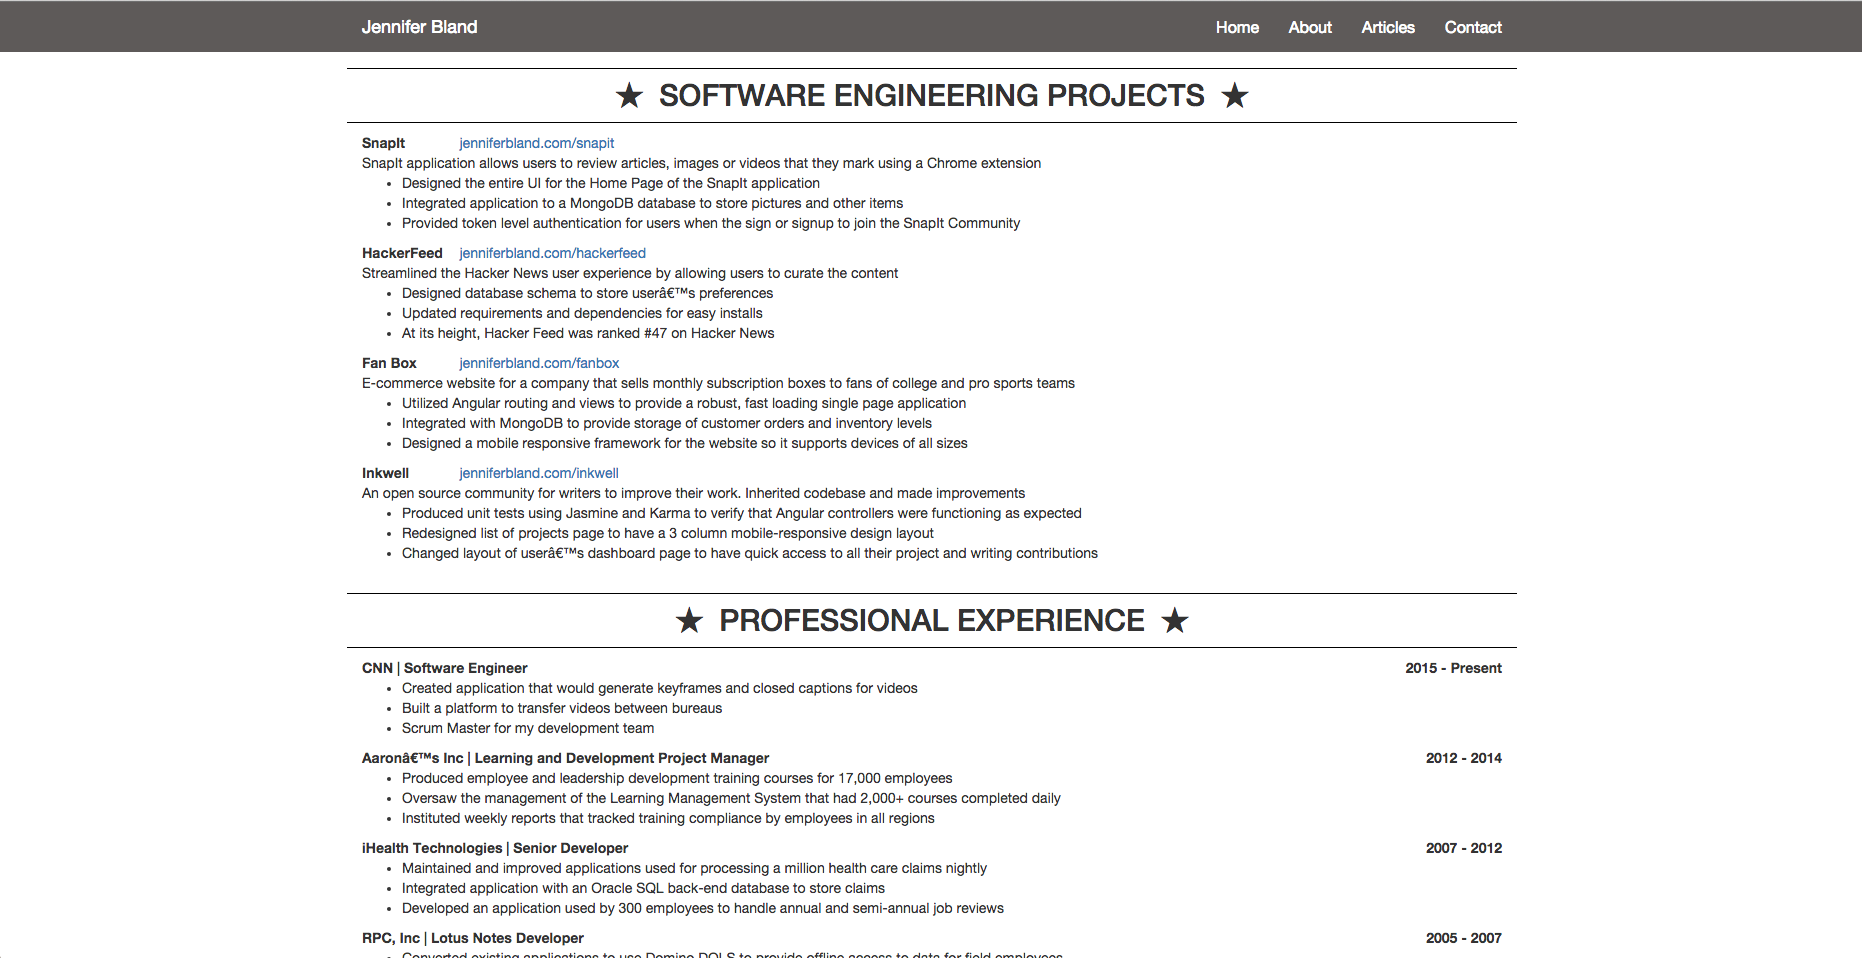 Jennifer Bland Home About Articles Contact
★ SOFTWARE ENGINEERING PROJECTS ★
SnapIt jenniferbland.com/snapit
SnapIt application allows users to review articles, images or videos that they mark using a Chrome extension
• Designed the entire UI for the Home Page of the SnapIt application
• Integrated application to a MongoDB database to store pictures and other items
• Provided token level authentication for users when the sign or signup to join the SnapIt Community
HackerFeed jenniferbland.com/hackerfeed
Streamlined the Hacker News user experience by allowing users to curate the content
• Designed database schema to store userâ€™s preferences
• Updated requirements and dependencies for easy installs
• At its height, Hacker Feed was ranked #47 on Hacker News
Fan Box jenniferbland.com/fanbox
E-commerce website for a company that sells monthly subscription boxes to fans of college and pro sports teams
• Utilized Angular routing and views to provide a robust, fast loading single page application
• Integrated with MongoDB to provide storage of customer orders and inventory levels
• Designed a mobile responsive framework for the website so it supports devices of all sizes
Inkwell jenniferbland.com/inkwell
An open source community for writers to improve their work. Inherited codebase and made improvements
• Produced unit tests using Jasmine and Karma to verify that Angular controllers were functioning as expected
• Redesigned list of projects page to have a 3 column mobile-responsive design layout
• Changed layout of userâ€™s dashboard page to have quick access to all their project and writing contributions
★ PROFESSIONAL EXPERIENCE ★
CNN | Software Engineer 2015 - Present
• Created application that would generate keyframes and closed captions for videos
• Built a platform to transfer videos between bureaus
• Scrum Master for my development team
Aaronâ€™s Inc | Learning and Development Project Manager 2012 - 2014
• Produced employee and leadership development training courses for 17,000 employees
• Oversaw the management of the Learning Management System that had 2,000+ courses completed daily
• Instituted weekly reports that tracked training compliance by employees in all regions
iHealth Technologies | Senior Developer 2007 - 2012
• Maintained and improved applications used for processing a million health care claims nightly
• Integrated application with an Oracle SQL back-end database to store claims
• Developed an application used by 300 employees to handle annual and semi-annual job reviews
RPC, Inc | Lotus Notes Developer 2005 - 2007
• Converted existing applications to use Domino DOLS to provide offline access to data for field employees